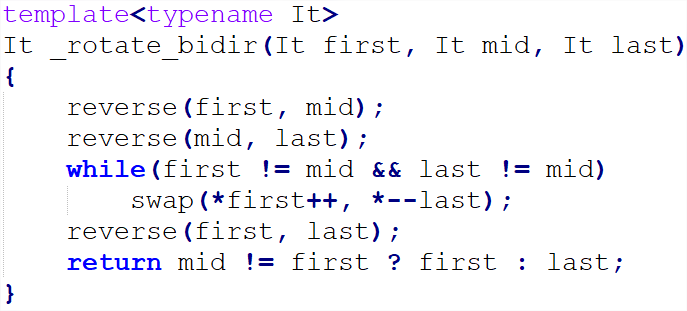 template<typename It>
It _rotate_bidir(It first, It mid, It last)
{
    reverse(first, mid);
    reverse(mid, last);
    while(first != mid && last != mid)
        swap(*first++, *--last);
    reverse(first, last);
    return mid != first ? first : last;
}